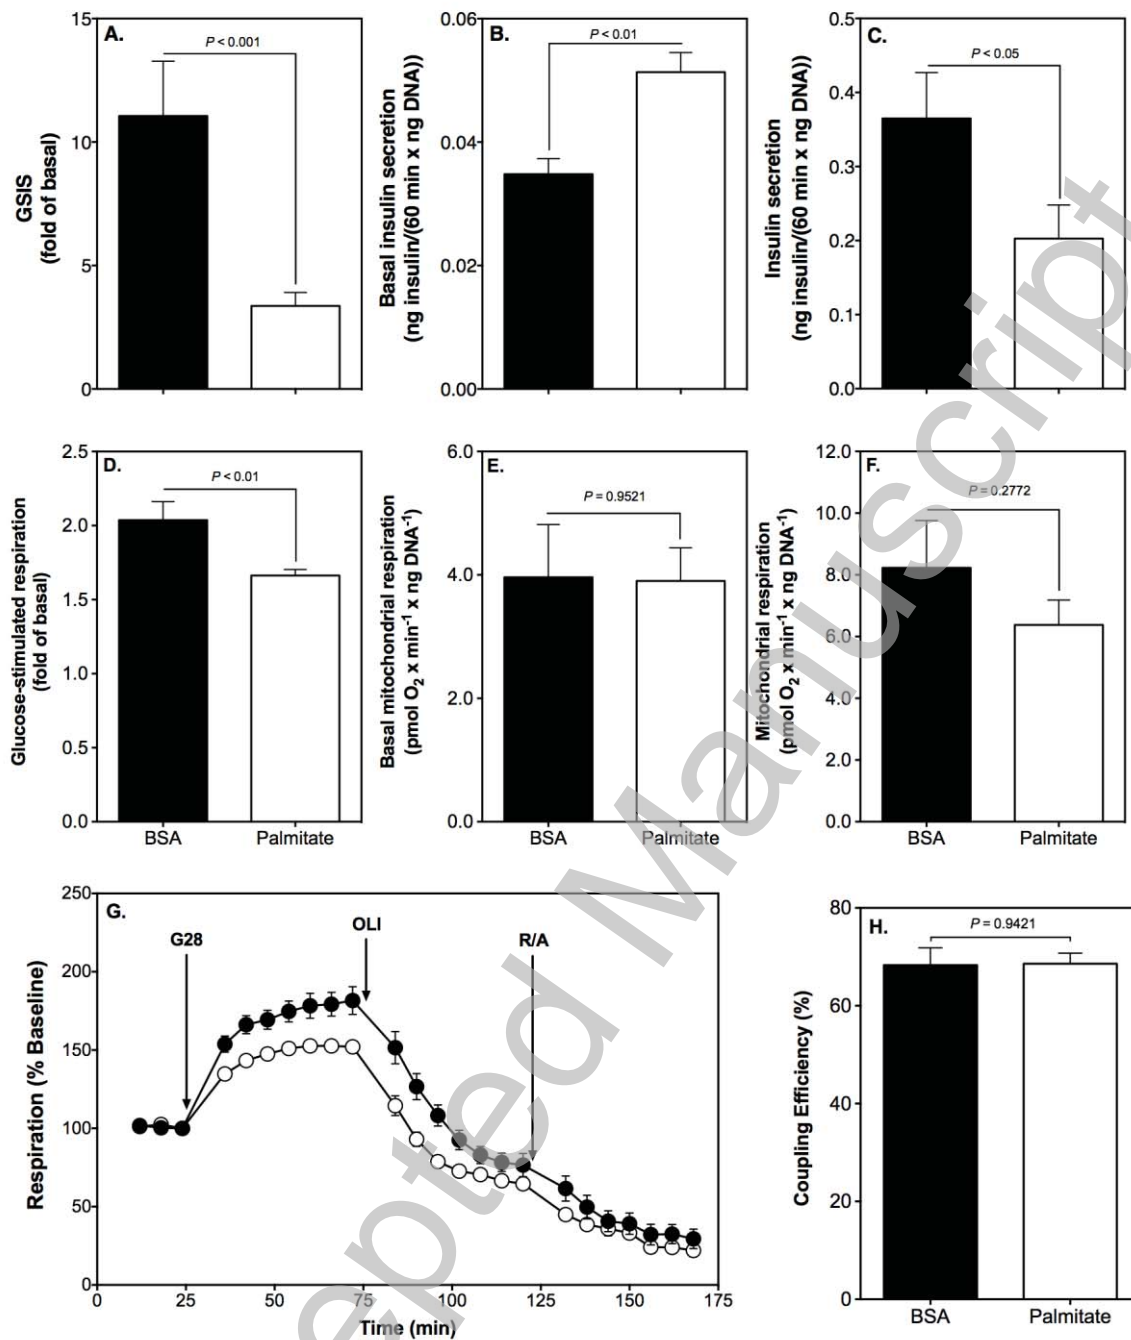 A.
P < 0.001
GSIS
(fold of basal)
15
10
5
0
B.
P < 0.01
Basal insulin secretion
(ng insulin/(60 min x ng DNA))
0.06
0.04
0.02
0.00
C.
P < 0.05
Insulin secretion
(ng insulin/(60 min x ng DNA))
0.5
0.4
0.3
0.2
0.1
0.0
D.
P < 0.01
Glucose-stimulated respiration
(fold of basal)
2.5
2.0
1.5
1.0
0.5
0.0
BSA Palmitate
E.
P = 0.9521
Basal mitochondrial respiration
(pmol O₂ x min⁻¹ x ng DNA⁻¹)
6.0
4.0
2.0
0.0
BSA Palmitate
F.
P = 0.2772
Mitochondrial respiration
(pmol O₂ x min⁻¹ x ng DNA⁻¹)
12.0
10.0
8.0
6.0
4.0
2.0
0.0
BSA Palmitate
G.
G28
OLI
R/A
Respiration (% Baseline)
250
200
150
100
50
0
0 25 50 75 100 125 150 175
Time (min)
H.
P = 0.9421
Coupling Efficiency (%)
80
60
40
20
0
BSA Palmitate
epted Manuscript